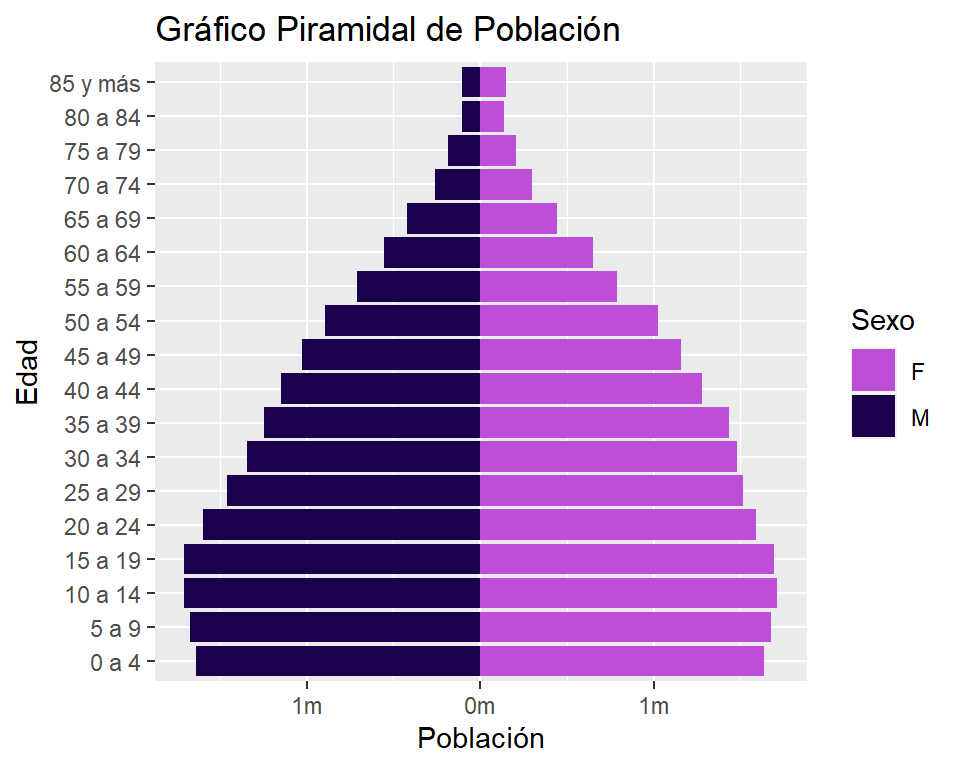 Gráfico Piramidal de Población
85 y más
80 a 84
75 a 79
70 a 74
65 a 69
60 a 64
55 a 59
50 a 54
45 a 49
40 a 44
35 a 39
30 a 34
25 a 29
20 a 24
15 a 19
10 a 14
5 a 9
0 a 4
Edad
1m 0m 1m
Población
Sexo
F
M